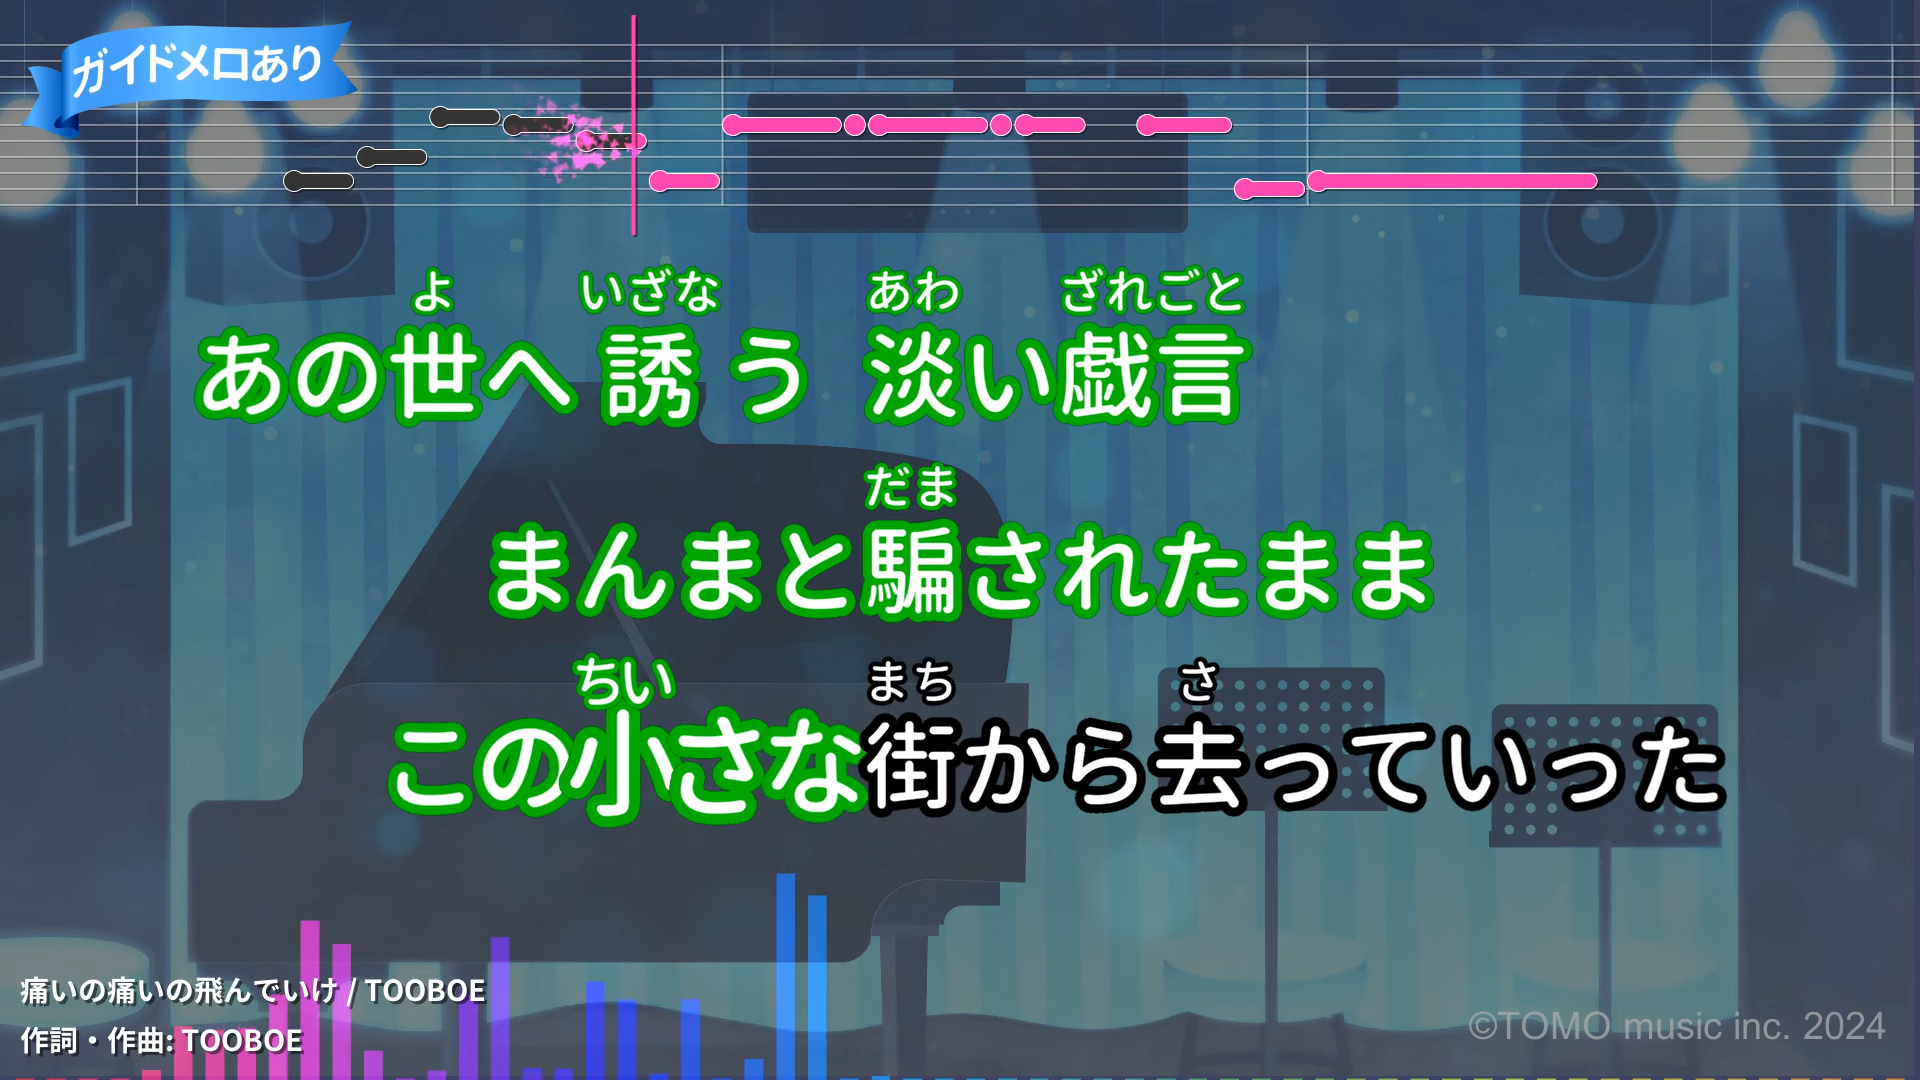 ガイドメロあり
よ いざな あわ ざれごと
あの世へ誘う 淡い戯言
だま
まんまと騙されたまま
ちい まち さ
この小さな街から去っていった
痛いの痛いの飛んでいけ / TOOBOE
作詞・作曲: TOOBOE
©TOMO music inc. 2024